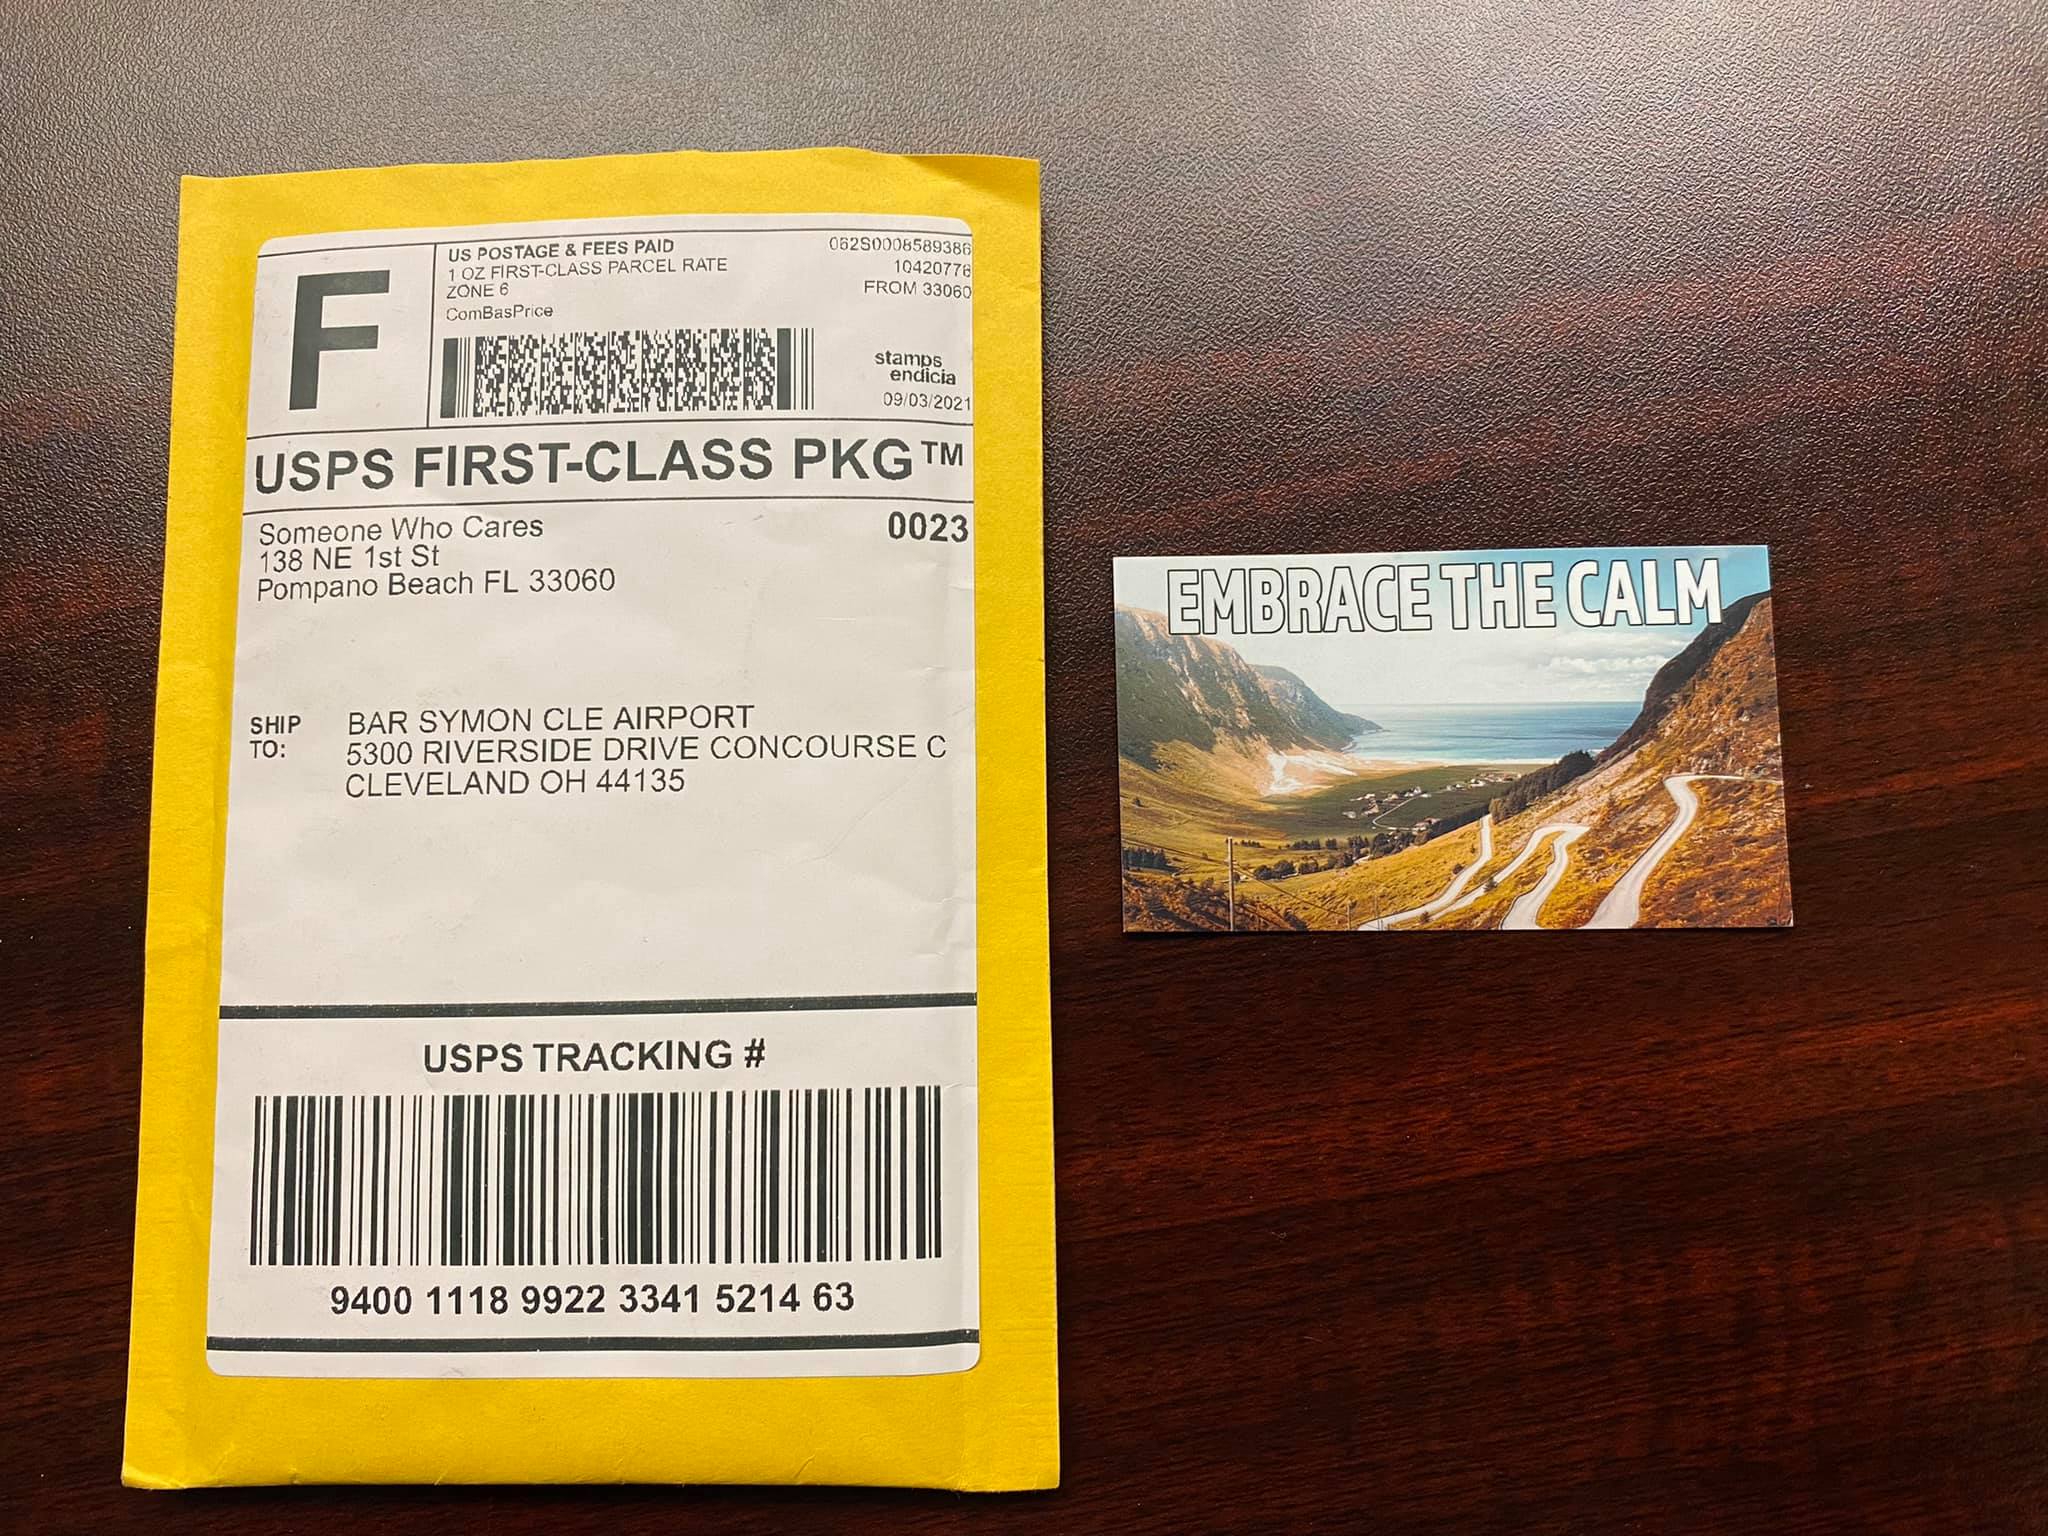 F
US POSTAGE & FEES PAID
1 OZ FIRST-CLASS PARCEL RATE
ZONE 6
ComBasPrice
062S0008589386
10420778
FROM 33060
stamps
endicia
09/03/2021
USPS FIRST-CLASS PKG™
Someone Who Cares
138 NE 1st St
Pompano Beach FL 33060
0023
SHIP
TO:
BAR SYMON CLE AIRPORT
5300 RIVERSIDE DRIVE CONCOURSE C
CLEVELAND OH 44135
USPS TRACKING #
9400 1118 9922 3341 5214 63
EMBRACE THE CALM